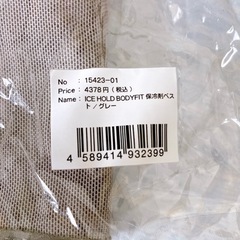 No : 15423-01
Price : 4378円(税込)
Name : ICE HOLD BODYFIT 保冷剤ベス
ト / グレー
4 589414 932399